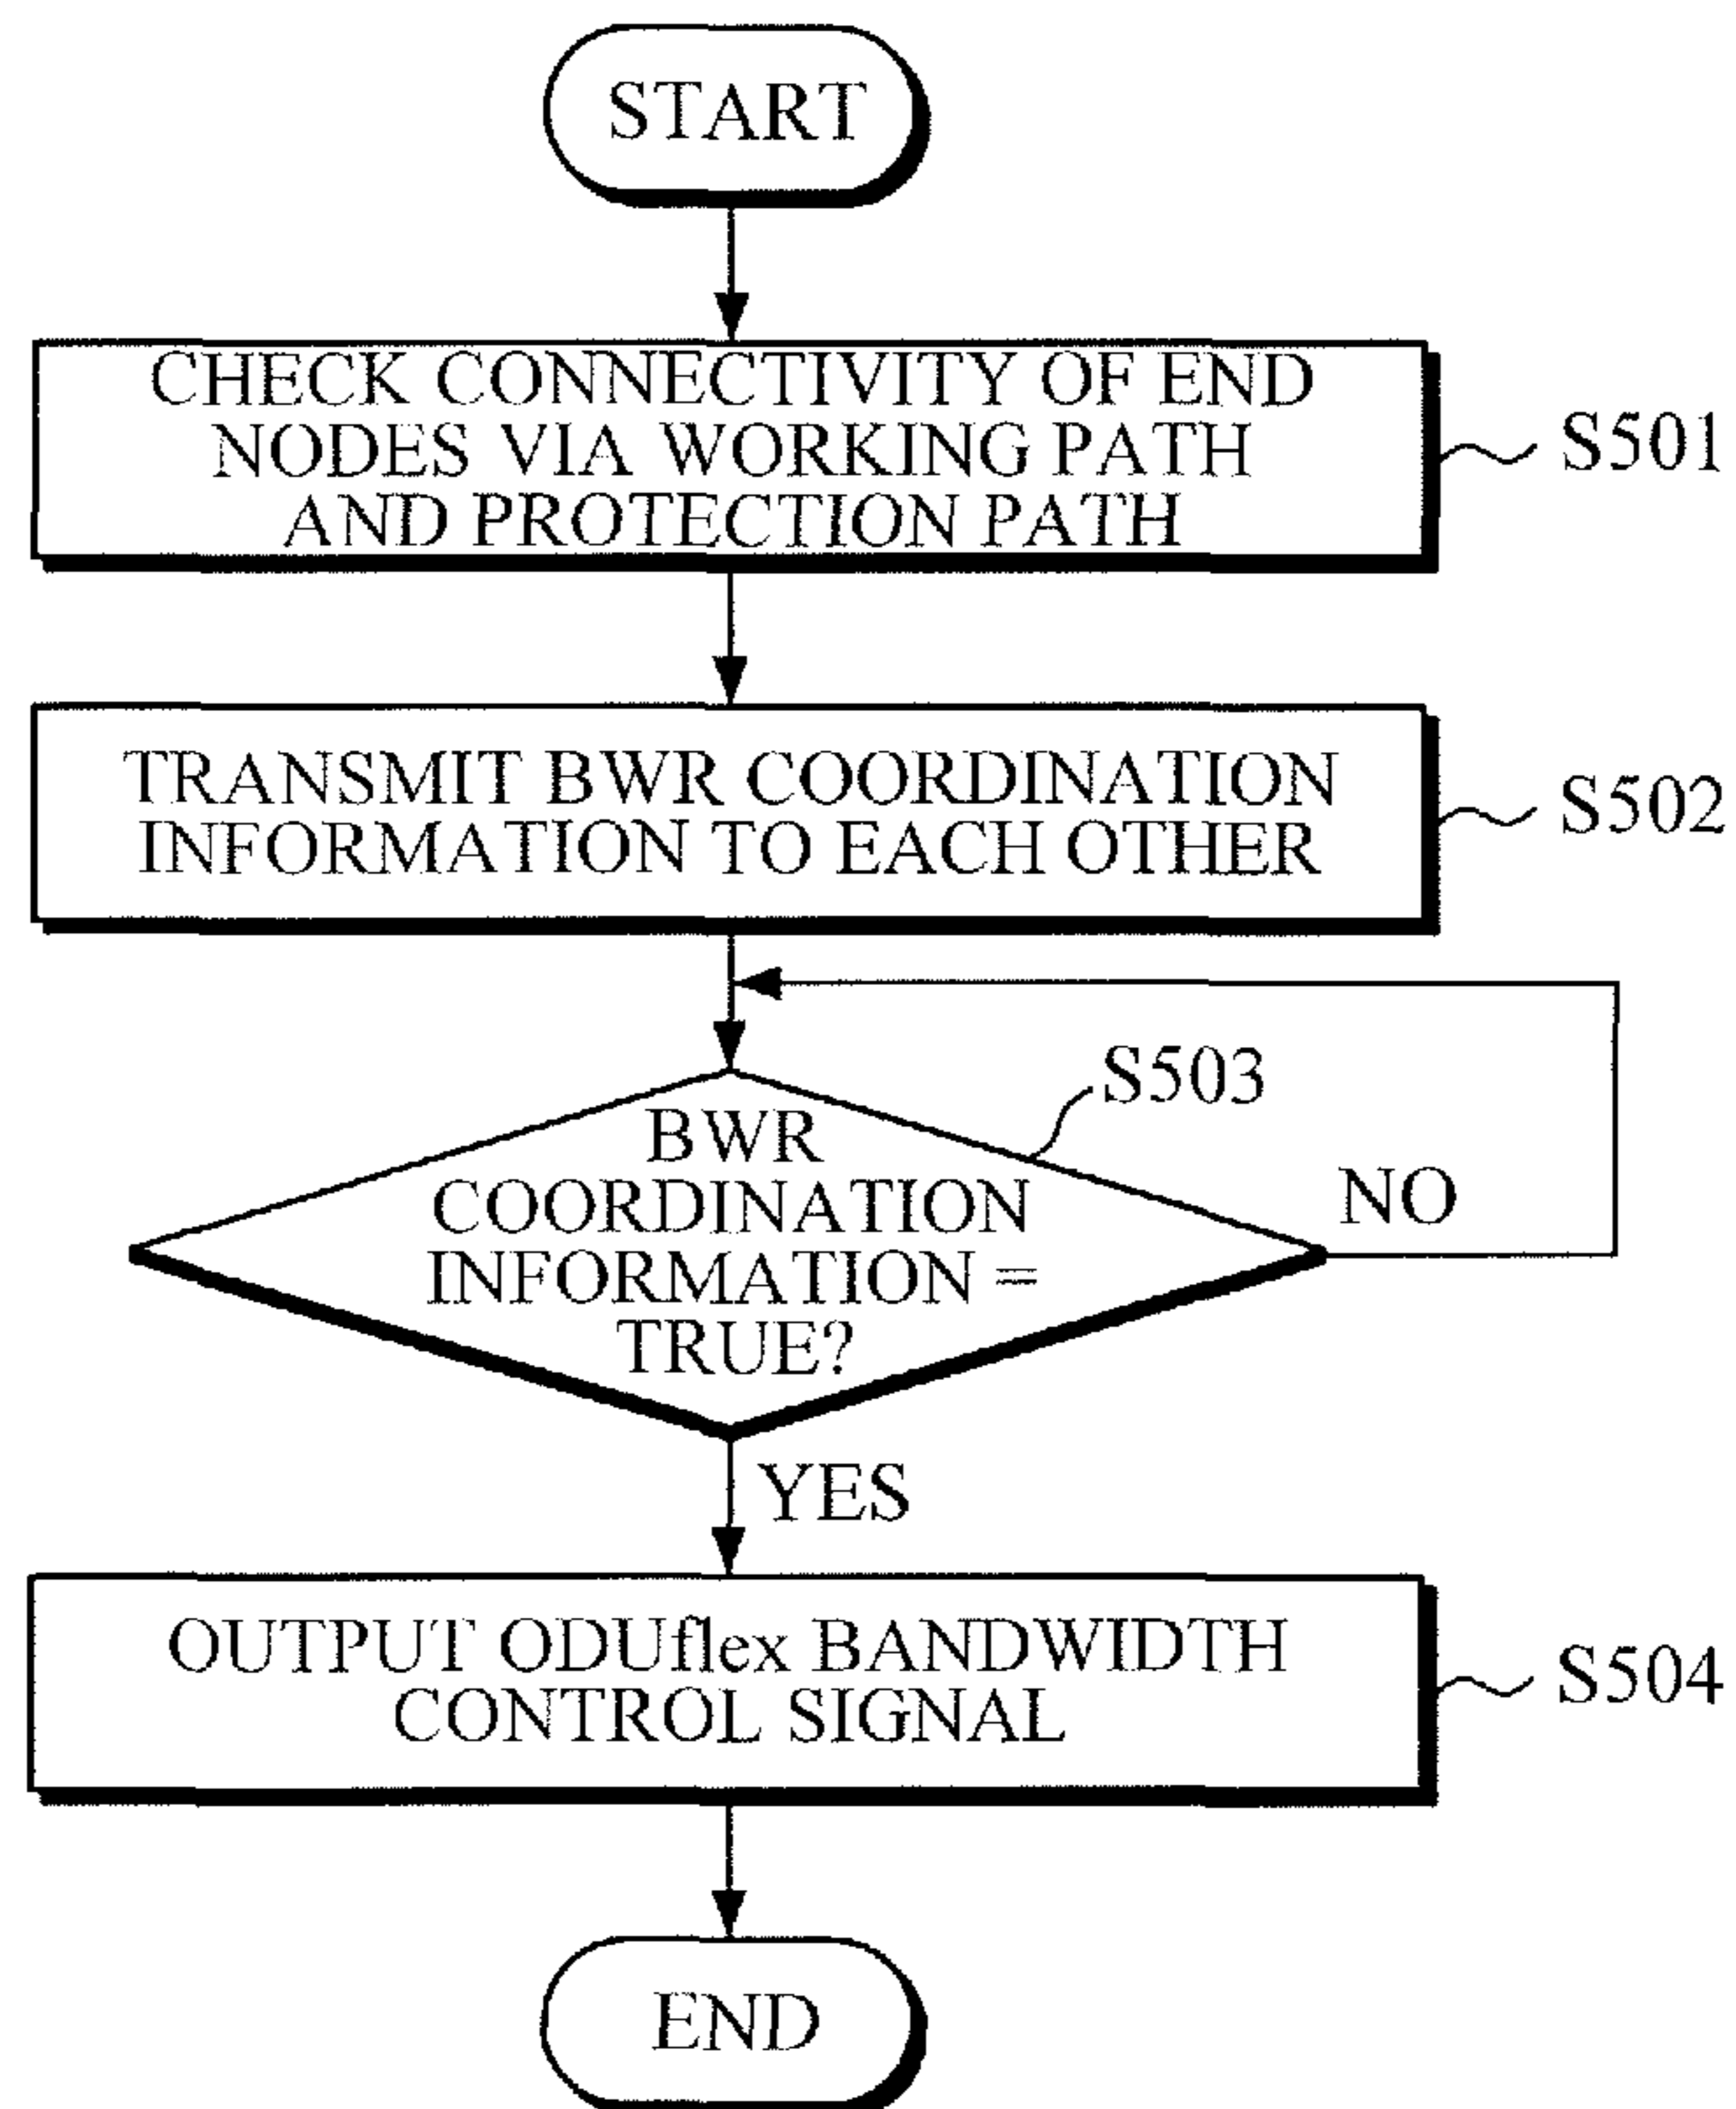 START
CHECK CONNECTIVITY OF END
NODES VIA WORKING PATH
AND PROTECTION PATH
S501
TRANSMIT BWR COORDINATION
INFORMATION TO EACH OTHER
S502
S503
BWR
COORDINATION
INFORMATION =
TRUE?
NO
YES
OUTPUT ODUflex BANDWIDTH
CONTROL SIGNAL
S504
END